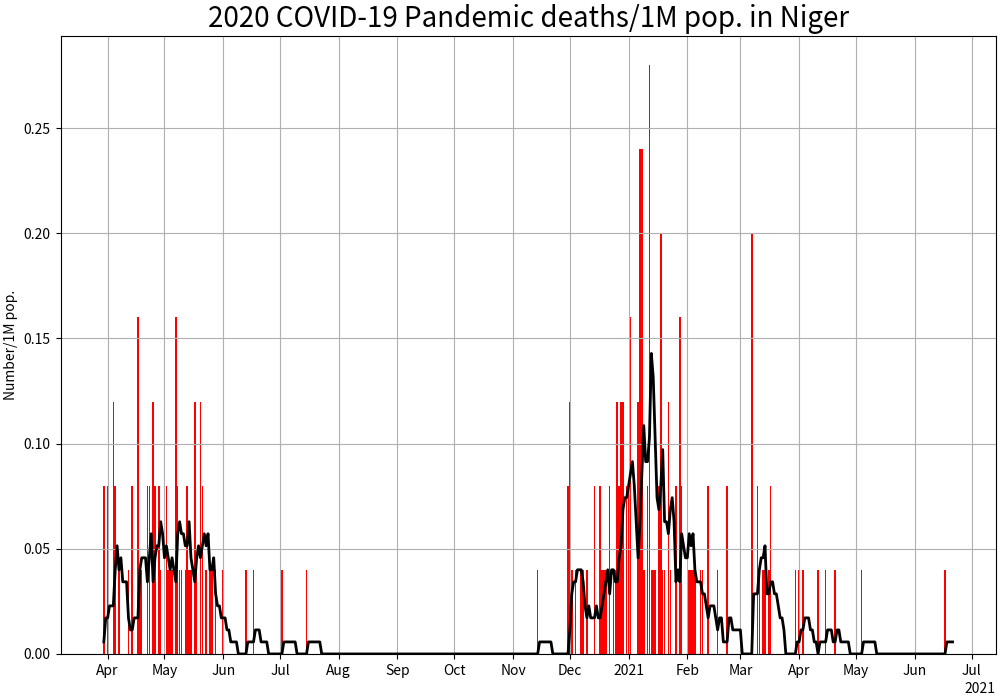 2020 COVID-19 Pandemic deaths/1M pop. in Niger
Number/1M pop.
0.25
0.20
0.15
0.10
0.05
0.00
Apr May Jun Jul Aug Sep Oct Nov Dec 2021 Feb Mar Apr May Jun Jul
2021